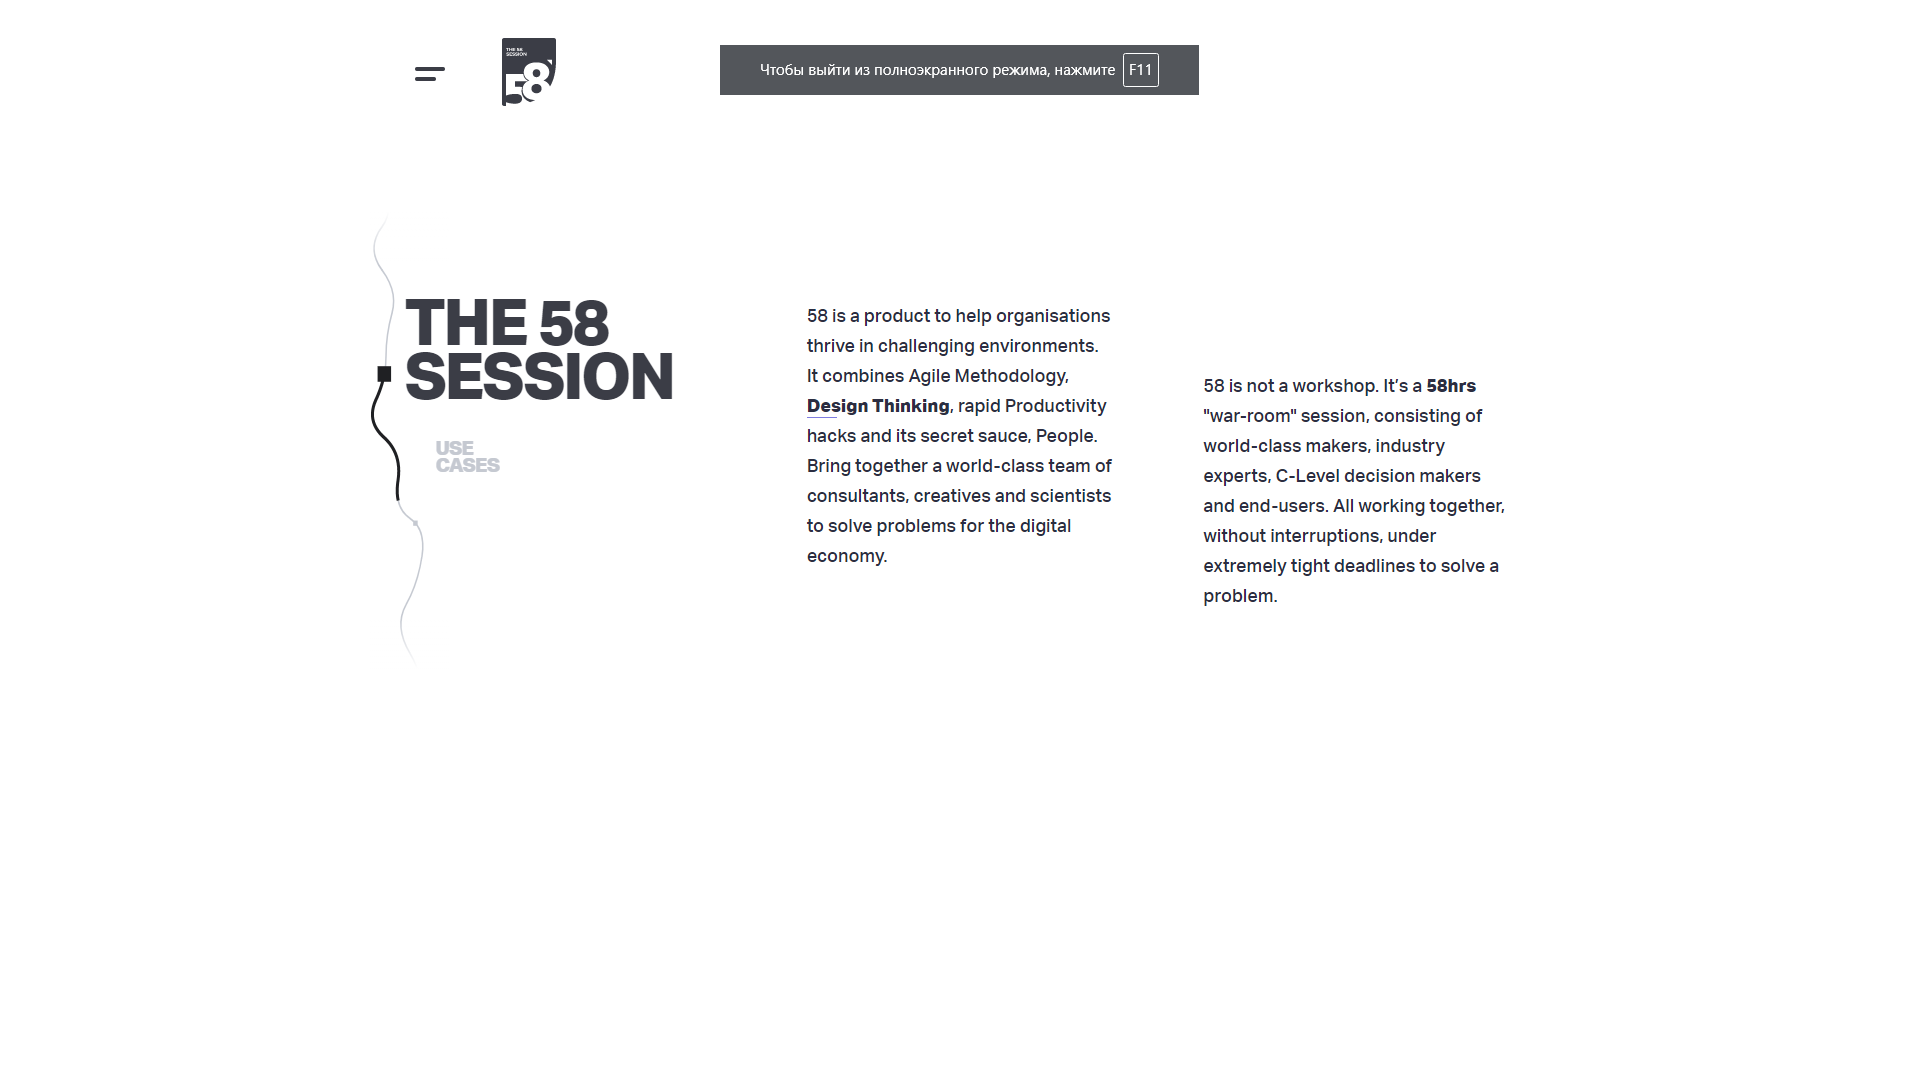 THE 58
SESSION
58
Чтобы выйти из полноэкранного режима, нажмите F11
THE 58
SESSION
USE
CASES
58 is a product to help organisations
thrive in challenging environments.
It combines Agile Methodology,
Design Thinking, rapid Productivity
hacks and its secret sauce, People.
Bring together a world-class team of
consultants, creatives and scientists
to solve problems for the digital
economy.
58 is not a workshop. It’s a 58hrs
"war-room" session, consisting of
world-class makers, industry
experts, C-Level decision makers
and end-users. All working together,
without interruptions, under
extremely tight deadlines to solve a
problem.